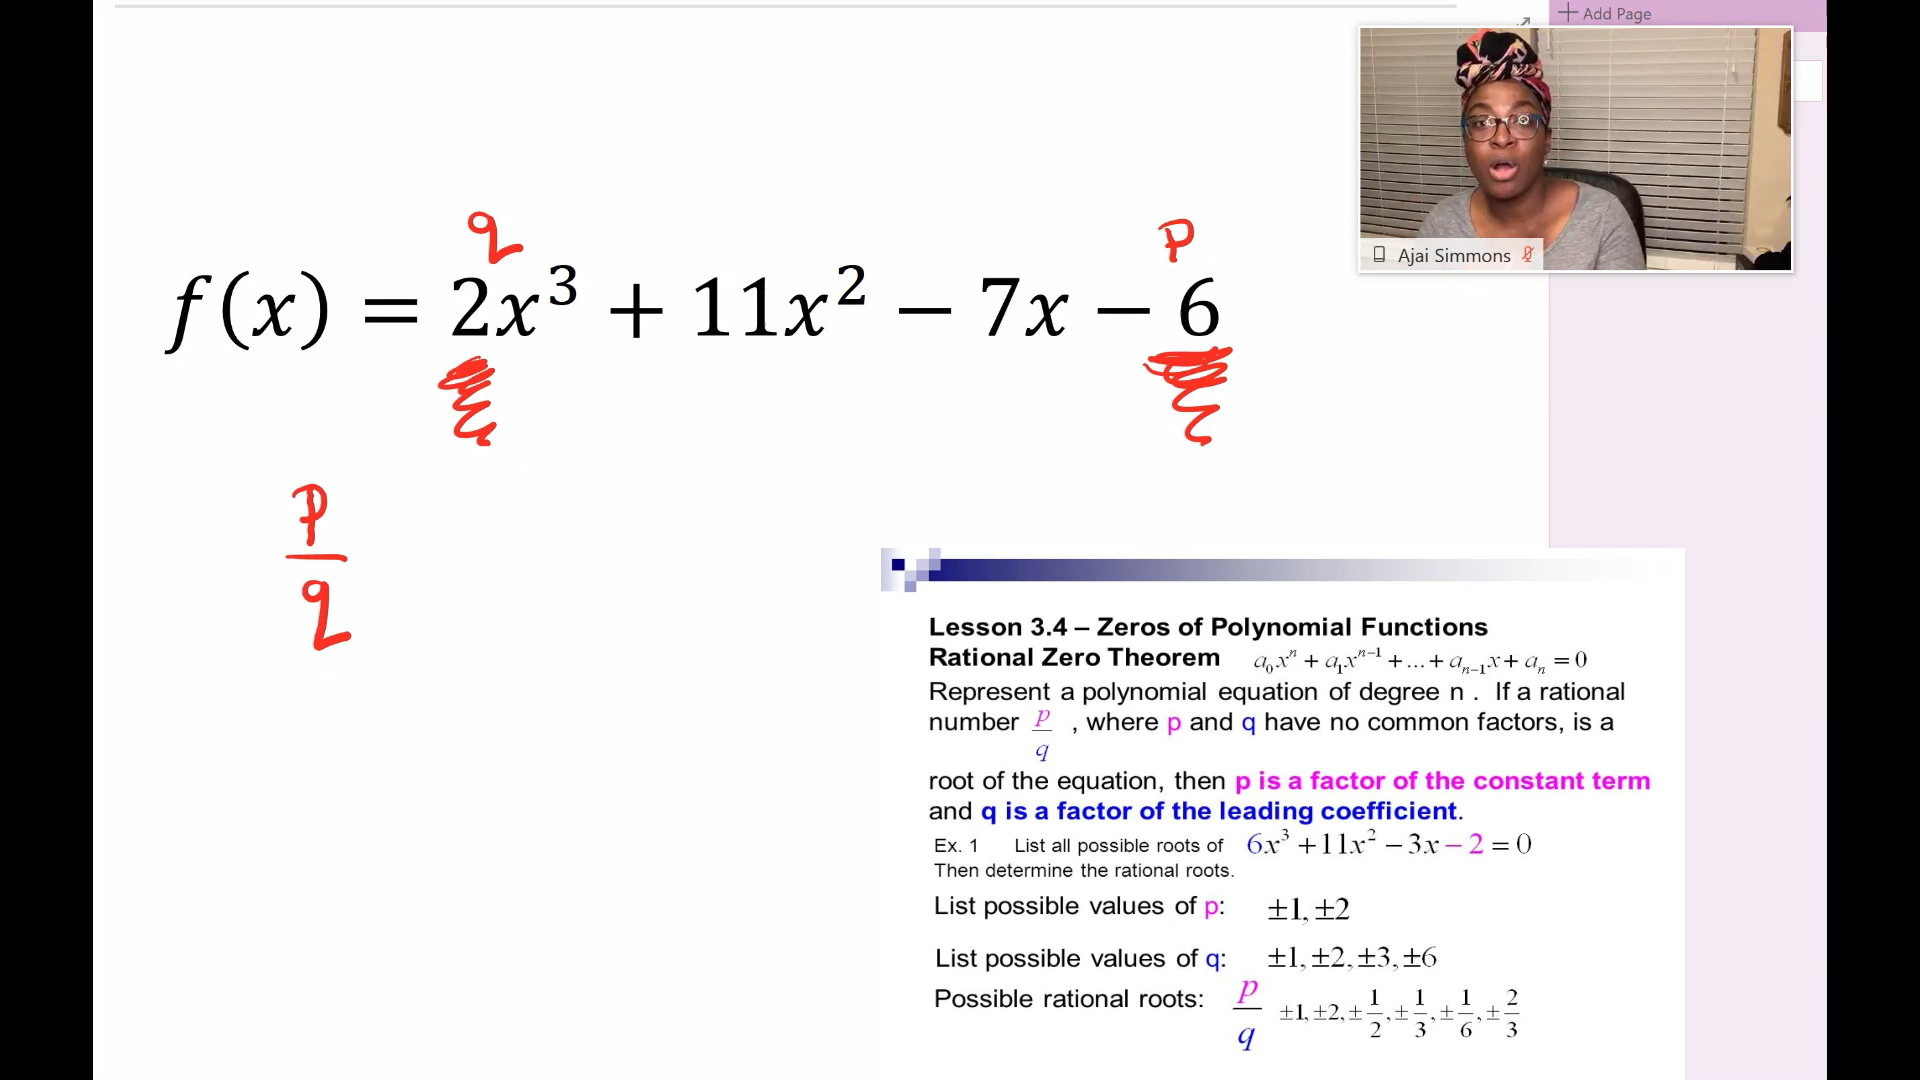 Add Page
Ajai Simmons
q
p
f(x) = 2x³ + 11x² − 7x − 6
p
q
Lesson 3.4 – Zeros of Polynomial Functions
Rational Zero Theorem a₀xⁿ + a₁xⁿ⁻¹ + ... + aₙ₋₁x + aₙ = 0
Represent a polynomial equation of degree n . If a rational
number p/q , where p and q have no common factors, is a
root of the equation, then p is a factor of the constant term
and q is a factor of the leading coefficient.
Ex. 1 List all possible roots of 6x³ + 11x² − 3x − 2 = 0
Then determine the rational roots.
List possible values of p: ±1, ±2
List possible values of q: ±1, ±2, ±3, ±6
Possible rational roots: p/q ±1, ±2, ±1/2, ±1/3, ±1/6, ±2/3